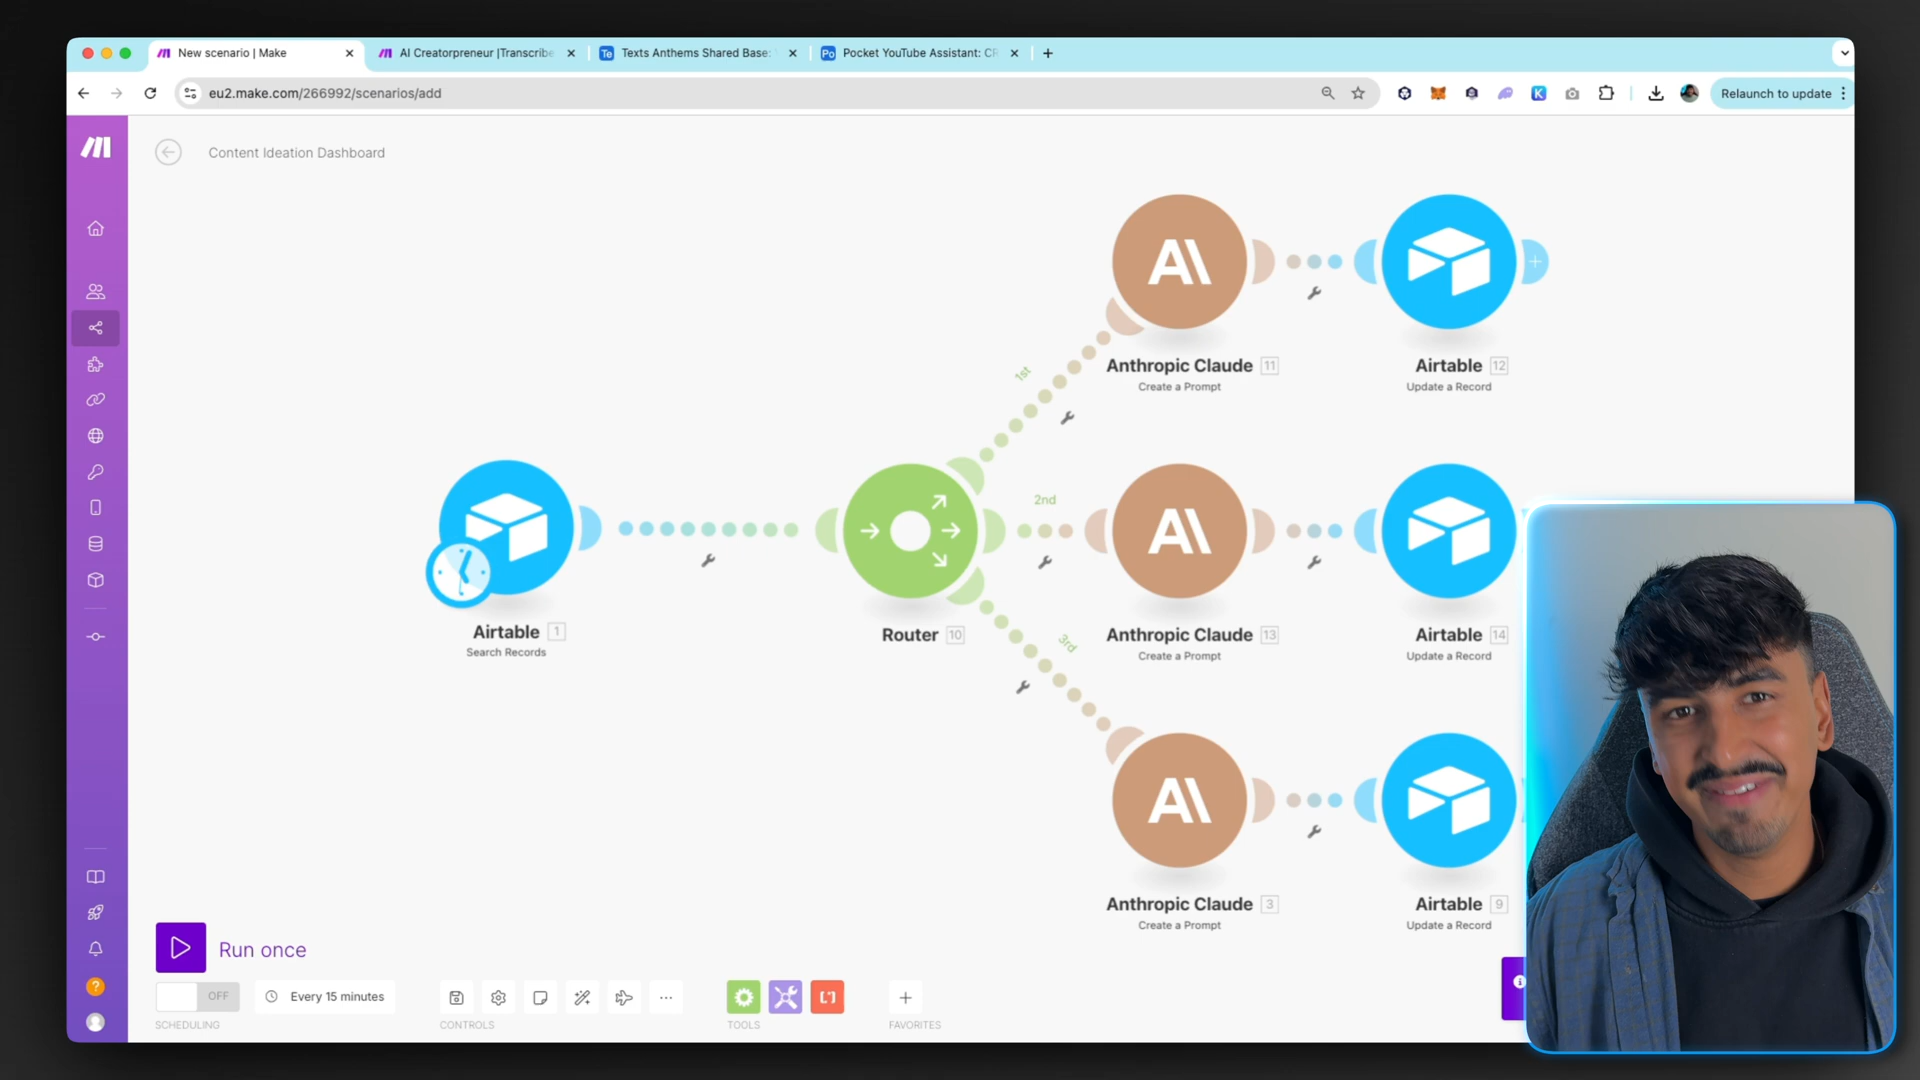 New scenario | Make
AI Creatorpreneur |Transcribe
Te
Texts Anthems Shared Base:
Po
Pocket YouTube Assistant: CR
eu2.make.com/266992/scenarios/add
K
Relaunch to update
Content Ideation Dashboard
1st
2nd
3rd
Anthropic Claude 11
Create a Prompt
Airtable 12
Update a Record
Airtable 1
Search Records
Router 10
Anthropic Claude 13
Create a Prompt
Airtable 14
Update a Record
Anthropic Claude 3
Create a Prompt
Airtable 9
Update a Record
Run once
OFF
Every 15 minutes
SCHEDULING
CONTROLS
TOOLS
FAVORITES